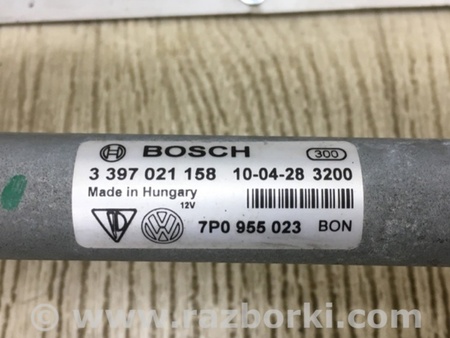 BOSCH 300
3 397 021 158 10-04-28 3200
Made in Hungary
12V
7P0 955 023 BON
www.razborki.com